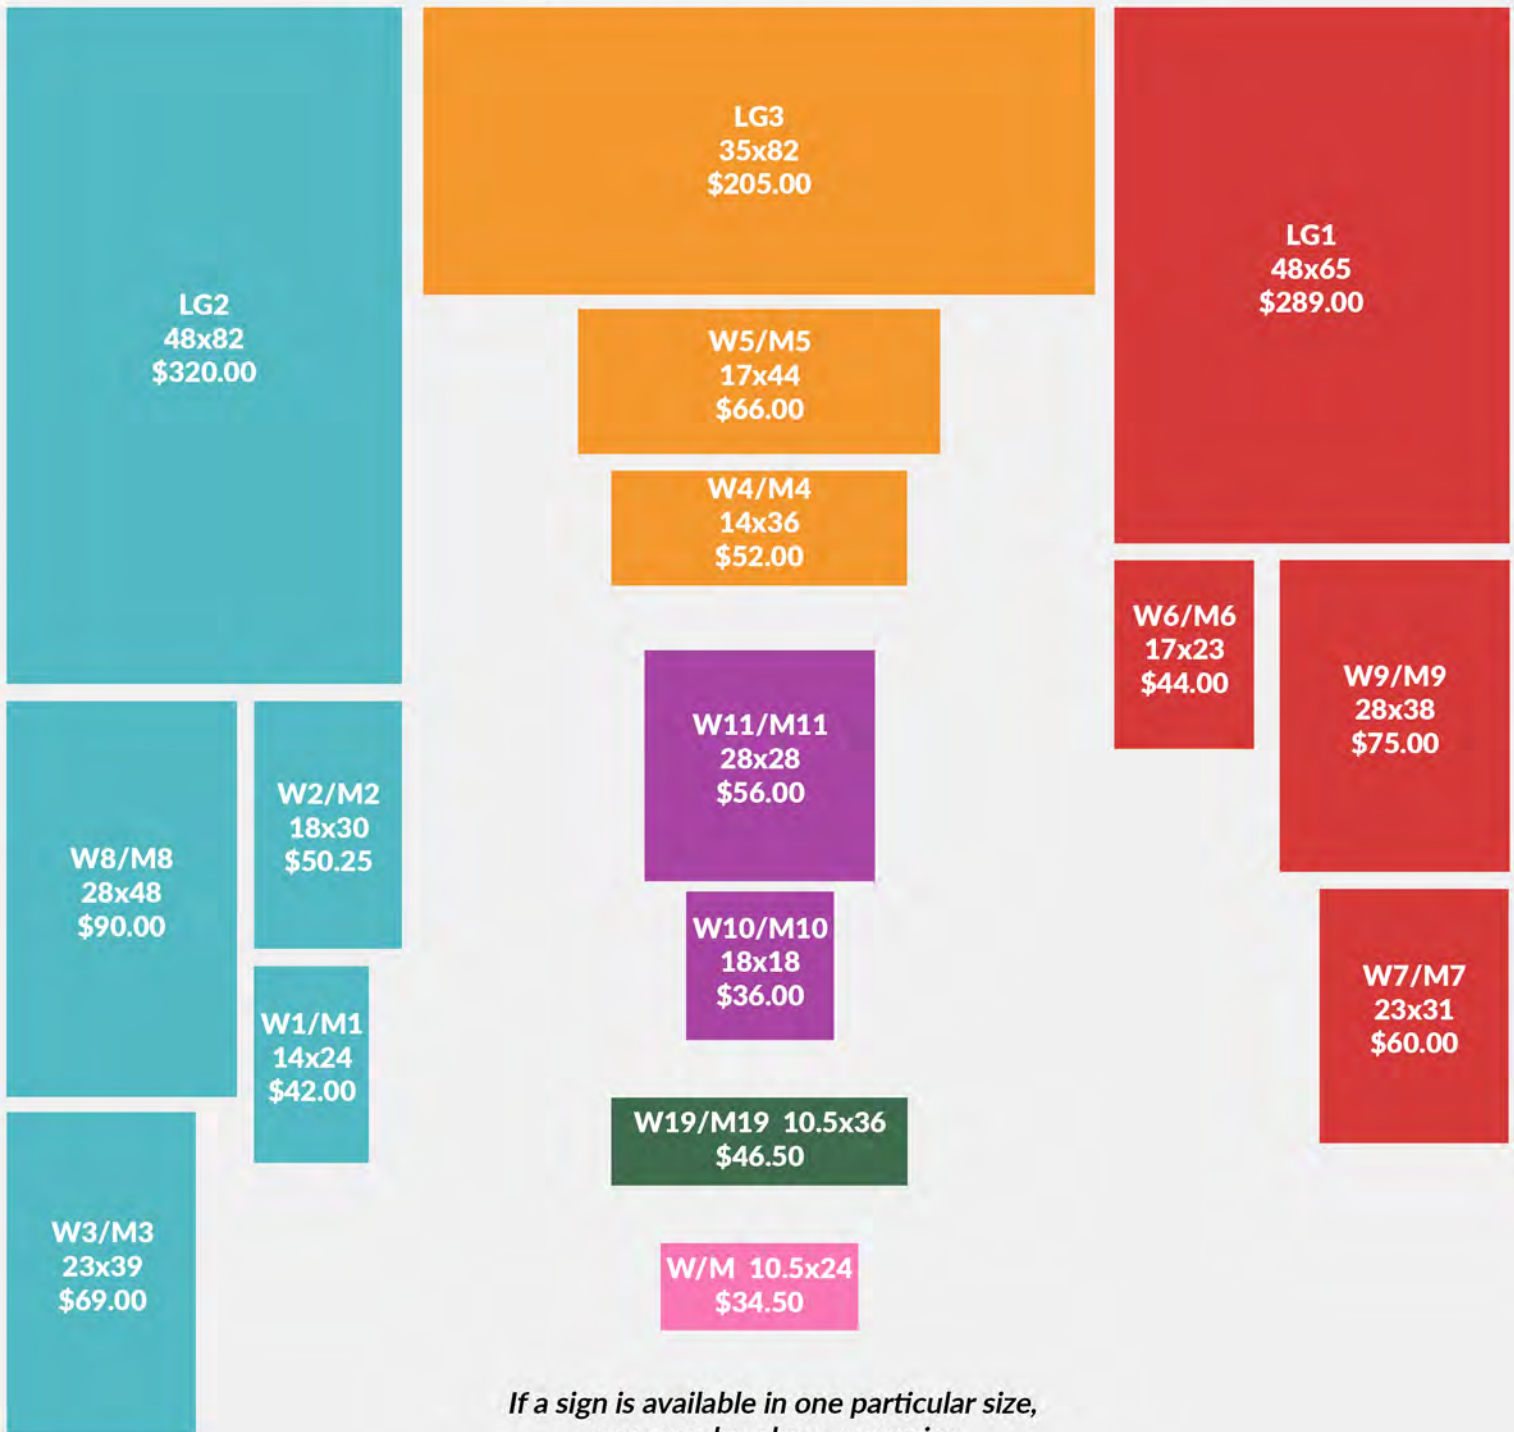 LG2
48x82
$320.00
LG3
35x82
$205.00
LG1
48x65
$289.00
W5/M5
17x44
$66.00
W4/M4
14x36
$52.00
W6/M6
17x23
$44.00
W9/M9
28x38
$75.00
W11/M11
28x28
$56.00
W2/M2
18x30
$50.25
W8/M8
28x48
$90.00
W10/M10
18x18
$36.00
W7/M7
23x31
$60.00
W1/M1
14x24
$42.00
W19/M19 10.5x36
$46.50
W3/M3
23x39
$69.00
W/M 10.5x24
$34.50
If a sign is available in one particular size,